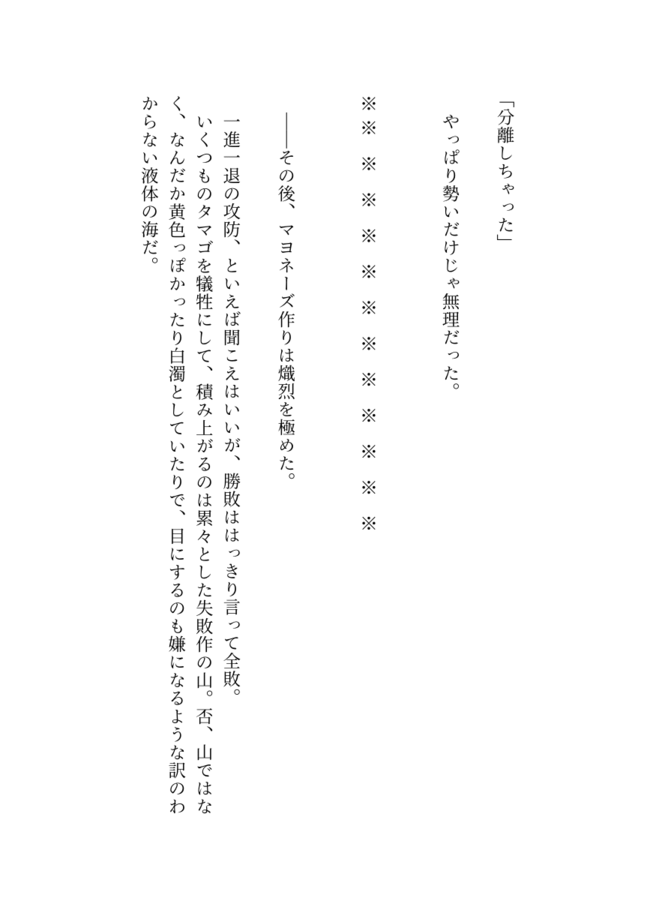 「分離しちゃった」
やっぱり勢いだけじゃ無理だった。
※※　※　※　※　※　※　※　※　※　※　※　※
――その後、マヨネーズ作りは熾烈を極めた。
一進一退の攻防、といえば聞こえはいいが、勝敗ははっきり言って全敗。
いくつものタマゴを犠牲にして、積み上がるのは累々とした失敗作の山。否、山ではな
く、なんだか黄色っぽかったり白濁としていたりで、目にするのも嫌になるような訳のわ
からない液体の海だ。